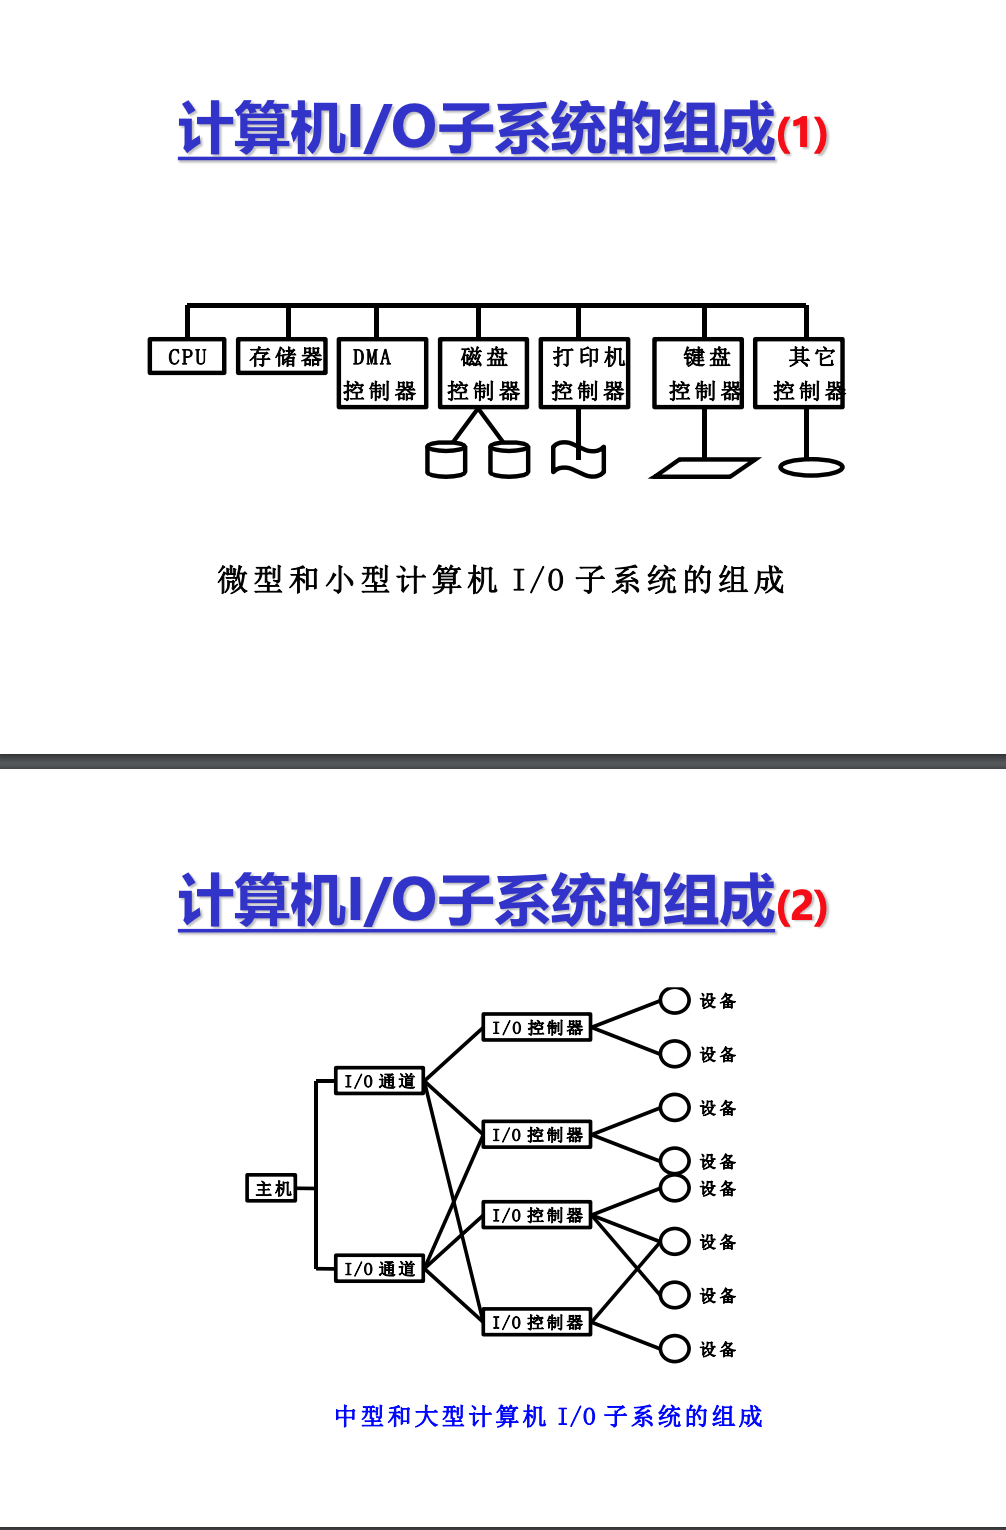 计算机I/O子系统的组成(1)
CPU 存储器 DMA 磁盘 打印机 键盘 其它
控制器 控制器 控制器 控制器 控制器
微型和小型计算机 I/O 子系统的组成
计算机I/O子系统的组成(2)
设备
I/O 控制器
设备
I/O 通道
设备
I/O 控制器
设备
主机
设备
I/O 控制器
设备
I/O 通道
设备
I/O 控制器
设备
中型和大型计算机 I/O 子系统的组成